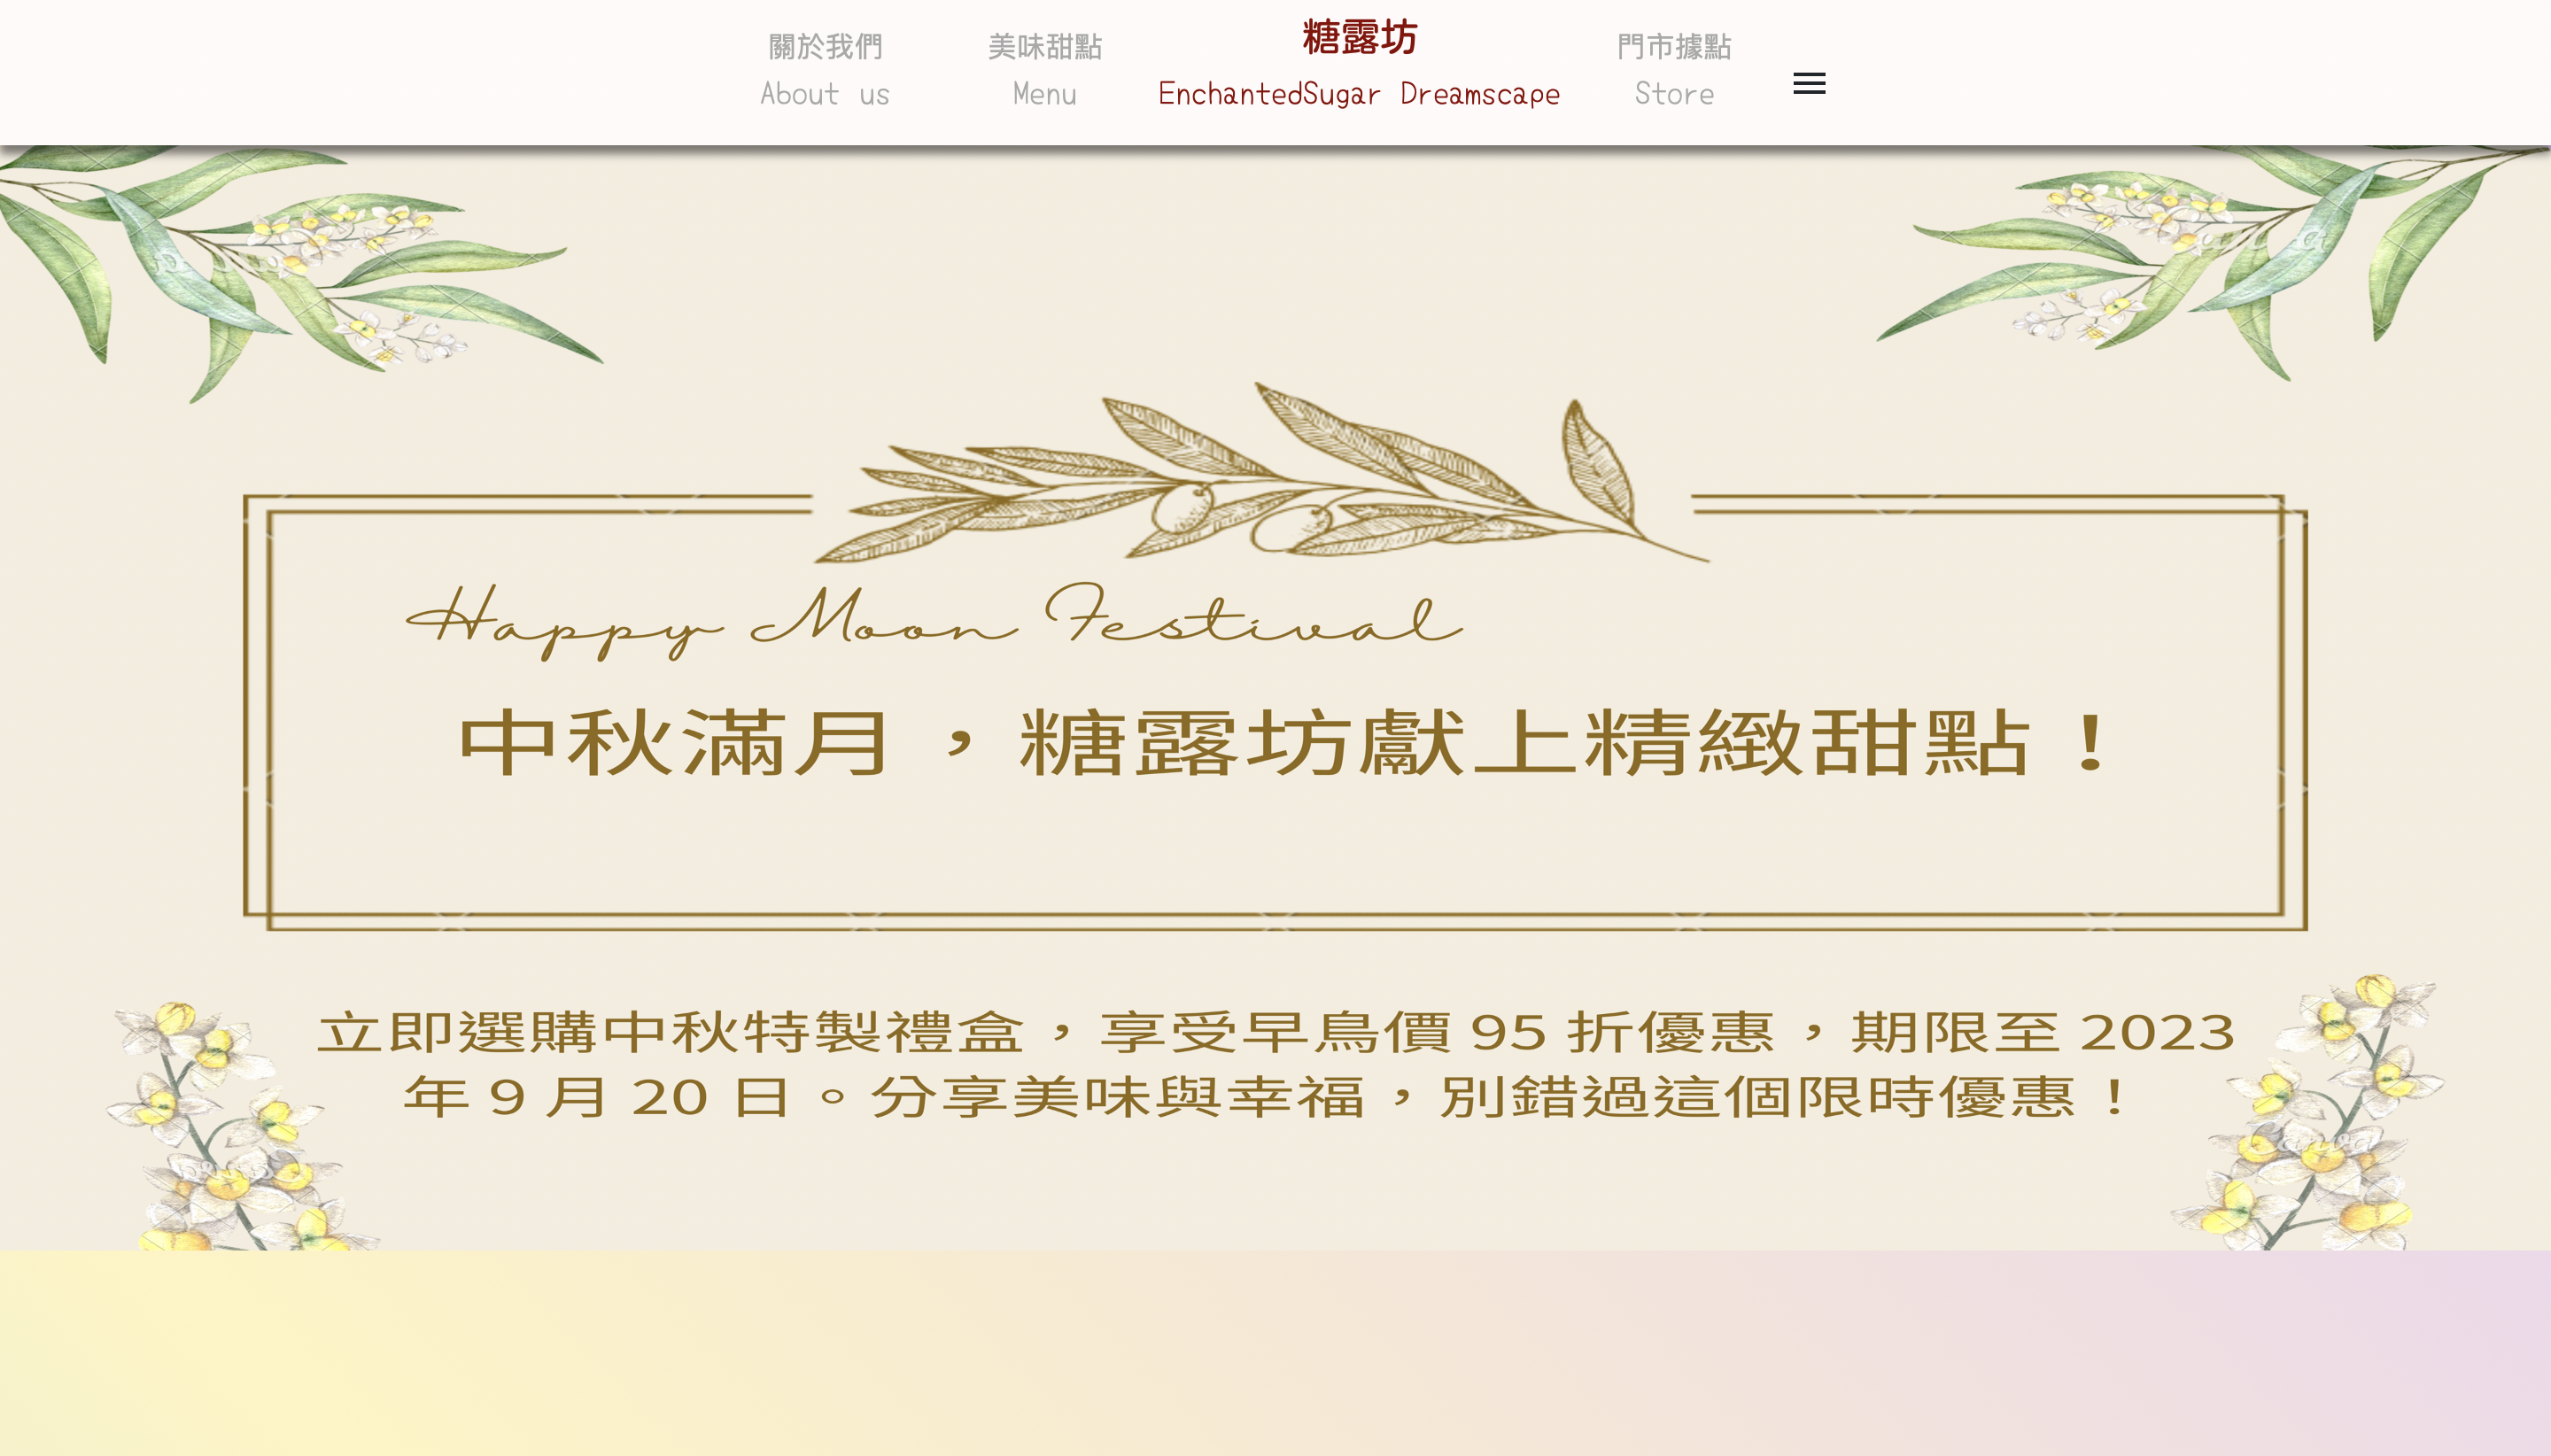 關於我們
About us
美味甜點
Menu
糖露坊
EnchantedSugar Dreamscape
門市據點
Store
Happy Moon Festival
中秋滿月，糖露坊獻上精緻甜點！
立即選購中秋特製禮盒，享受早鳥價 95 折優惠，期限至 2023
年 9 月 20 日。分享美味與幸福，別錯過這個限時優惠！